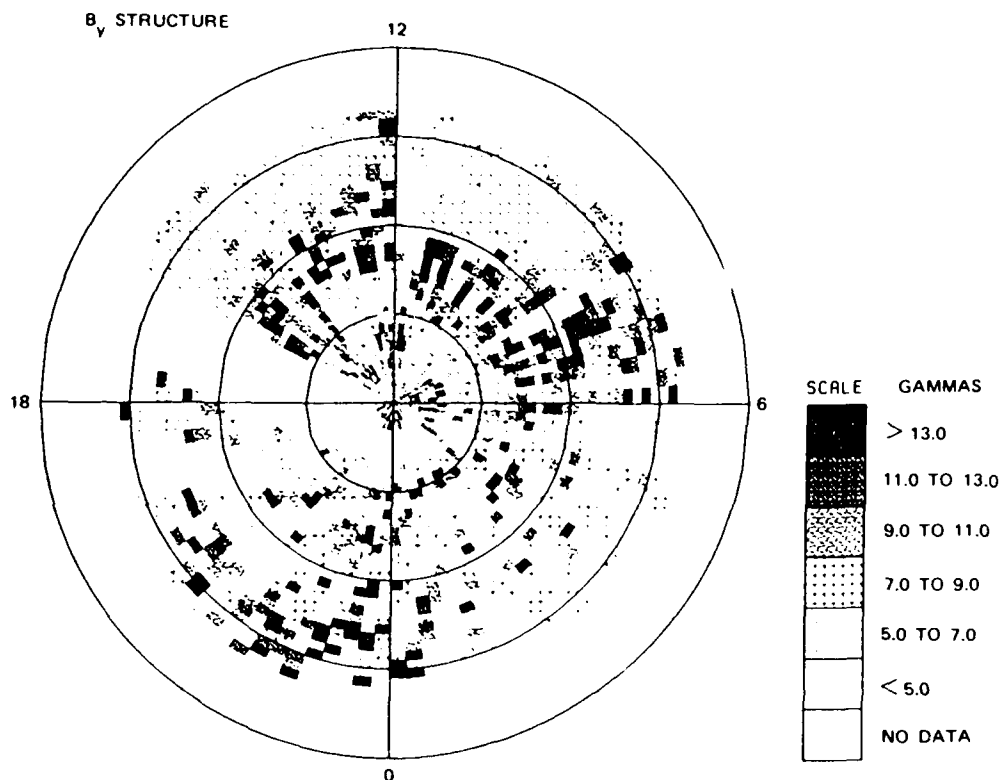 B_y STRUCTURE
12
18
6
0
SCALE GAMMAS
> 13.0
11.0 TO 13.0
9.0 TO 11.0
7.0 TO 9.0
5.0 TO 7.0
< 5.0
NO DATA